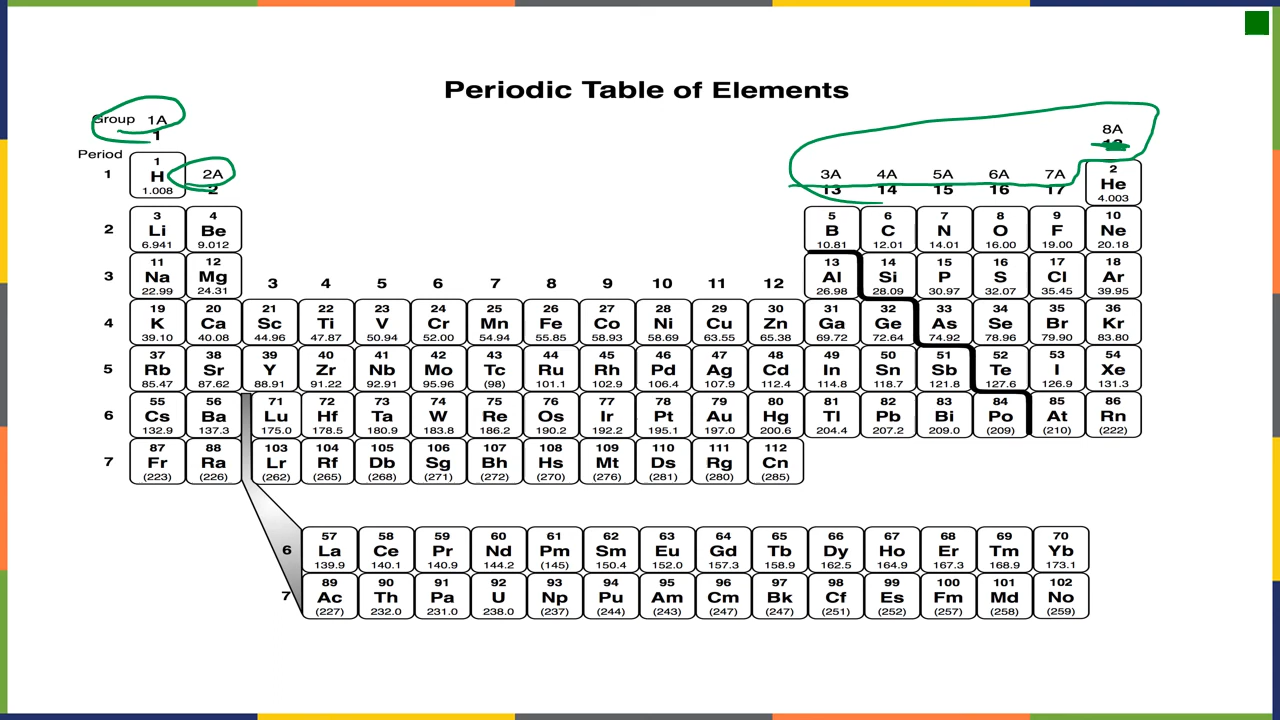 Periodic Table of Elements
Group 1A 8A
1
Period 1 2
1 H 2A 3A 4A 5A 6A 7A He
1.008 2 13 14 15 16 17 4.003
3 4 5 6 7 8 9 10
2 Li Be B C N O F Ne
6.941 9.012 10.81 12.01 14.01 16.00 19.00 20.18
11 12 13 14 15 16 17 18
3 Na Mg 3 4 5 6 7 8 9 10 11 12 Al Si P S Cl Ar
22.99 24.31 26.98 28.09 30.97 32.07 35.45 39.95
19 20 21 22 23 24 25 26 27 28 29 30 31 32 33 34 35 36
4 K Ca Sc Ti V Cr Mn Fe Co Ni Cu Zn Ga Ge As Se Br Kr
39.10 40.08 44.96 47.87 50.94 52.00 54.94 55.85 58.93 58.69 63.55 65.38 69.72 72.64 74.92 78.96 79.90 83.80
37 38 39 40 41 42 43 44 45 46 47 48 49 50 51 52 53 54
5 Rb Sr Y Zr Nb Mo Tc Ru Rh Pd Ag Cd In Sn Sb Te I Xe
85.47 87.62 88.91 91.22 92.91 95.96 (98) 101.1 102.9 106.4 107.9 112.4 114.8 118.7 121.8 127.6 126.9 131.3
55 56 71 72 73 74 75 76 77 78 79 80 81 82 83 84 85 86
6 Cs Ba Lu Hf Ta W Re Os Ir Pt Au Hg Tl Pb Bi Po At Rn
132.9 137.3 175.0 178.5 180.9 183.8 186.2 190.2 192.2 195.1 197.0 200.6 204.4 207.2 209.0 (209) (210) (222)
87 88 103 104 105 106 107 108 109 110 111 112
7 Fr Ra Lr Rf Db Sg Bh Hs Mt Ds Rg Cn
(223) (226) (262) (265) (268) (271) (272) (270) (276) (281) (280) (285)
57 58 59 60 61 62 63 64 65 66 67 68 69 70
6 La Ce Pr Nd Pm Sm Eu Gd Tb Dy Ho Er Tm Yb
139.9 140.1 140.9 144.2 (145) 150.4 152.0 157.3 158.9 162.5 164.9 167.3 168.9 173.1
89 90 91 92 93 94 95 96 97 98 99 100 101 102
7 Ac Th Pa U Np Pu Am Cm Bk Cf Es Fm Md No
(227) 232.0 231.0 238.0 (237) (244) (243) (247) (247) (251) (252) (257) (258) (259)